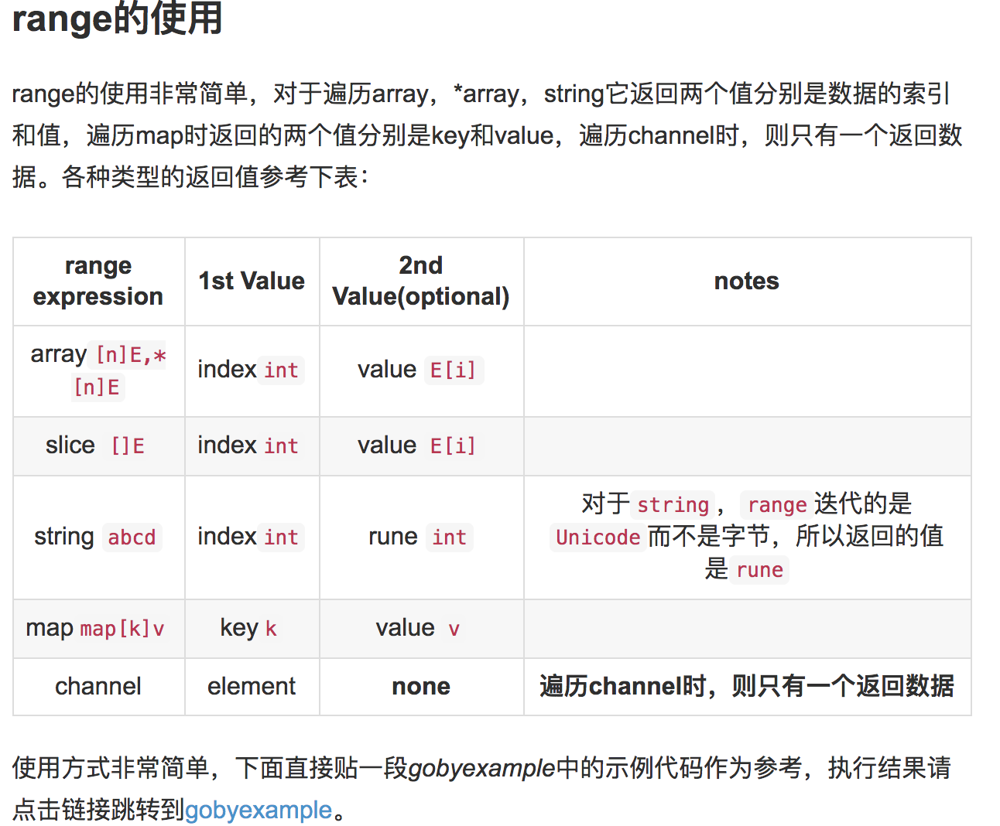 range的使用
range的使用非常简单，对于遍历array，*array，string它返回两个值分别是数据的索引
和值，遍历map时返回的两个值分别是key和value，遍历channel时，则只有一个返回数
据。各种类型的返回值参考下表：
range expression 1st Value 2nd Value(optional) notes
array [n]E,*[n]E index int value E[i]
slice []E index int value E[i]
string abcd index int rune int 对于 string ， range 迭代的是 Unicode 而不是字节，所以返回的值是 rune
map map[k]v key k value v
channel element none 遍历channel时，则只有一个返回数据
使用方式非常简单，下面直接贴一段gobyexample中的示例代码作为参考，执行结果请
点击链接跳转到gobyexample。